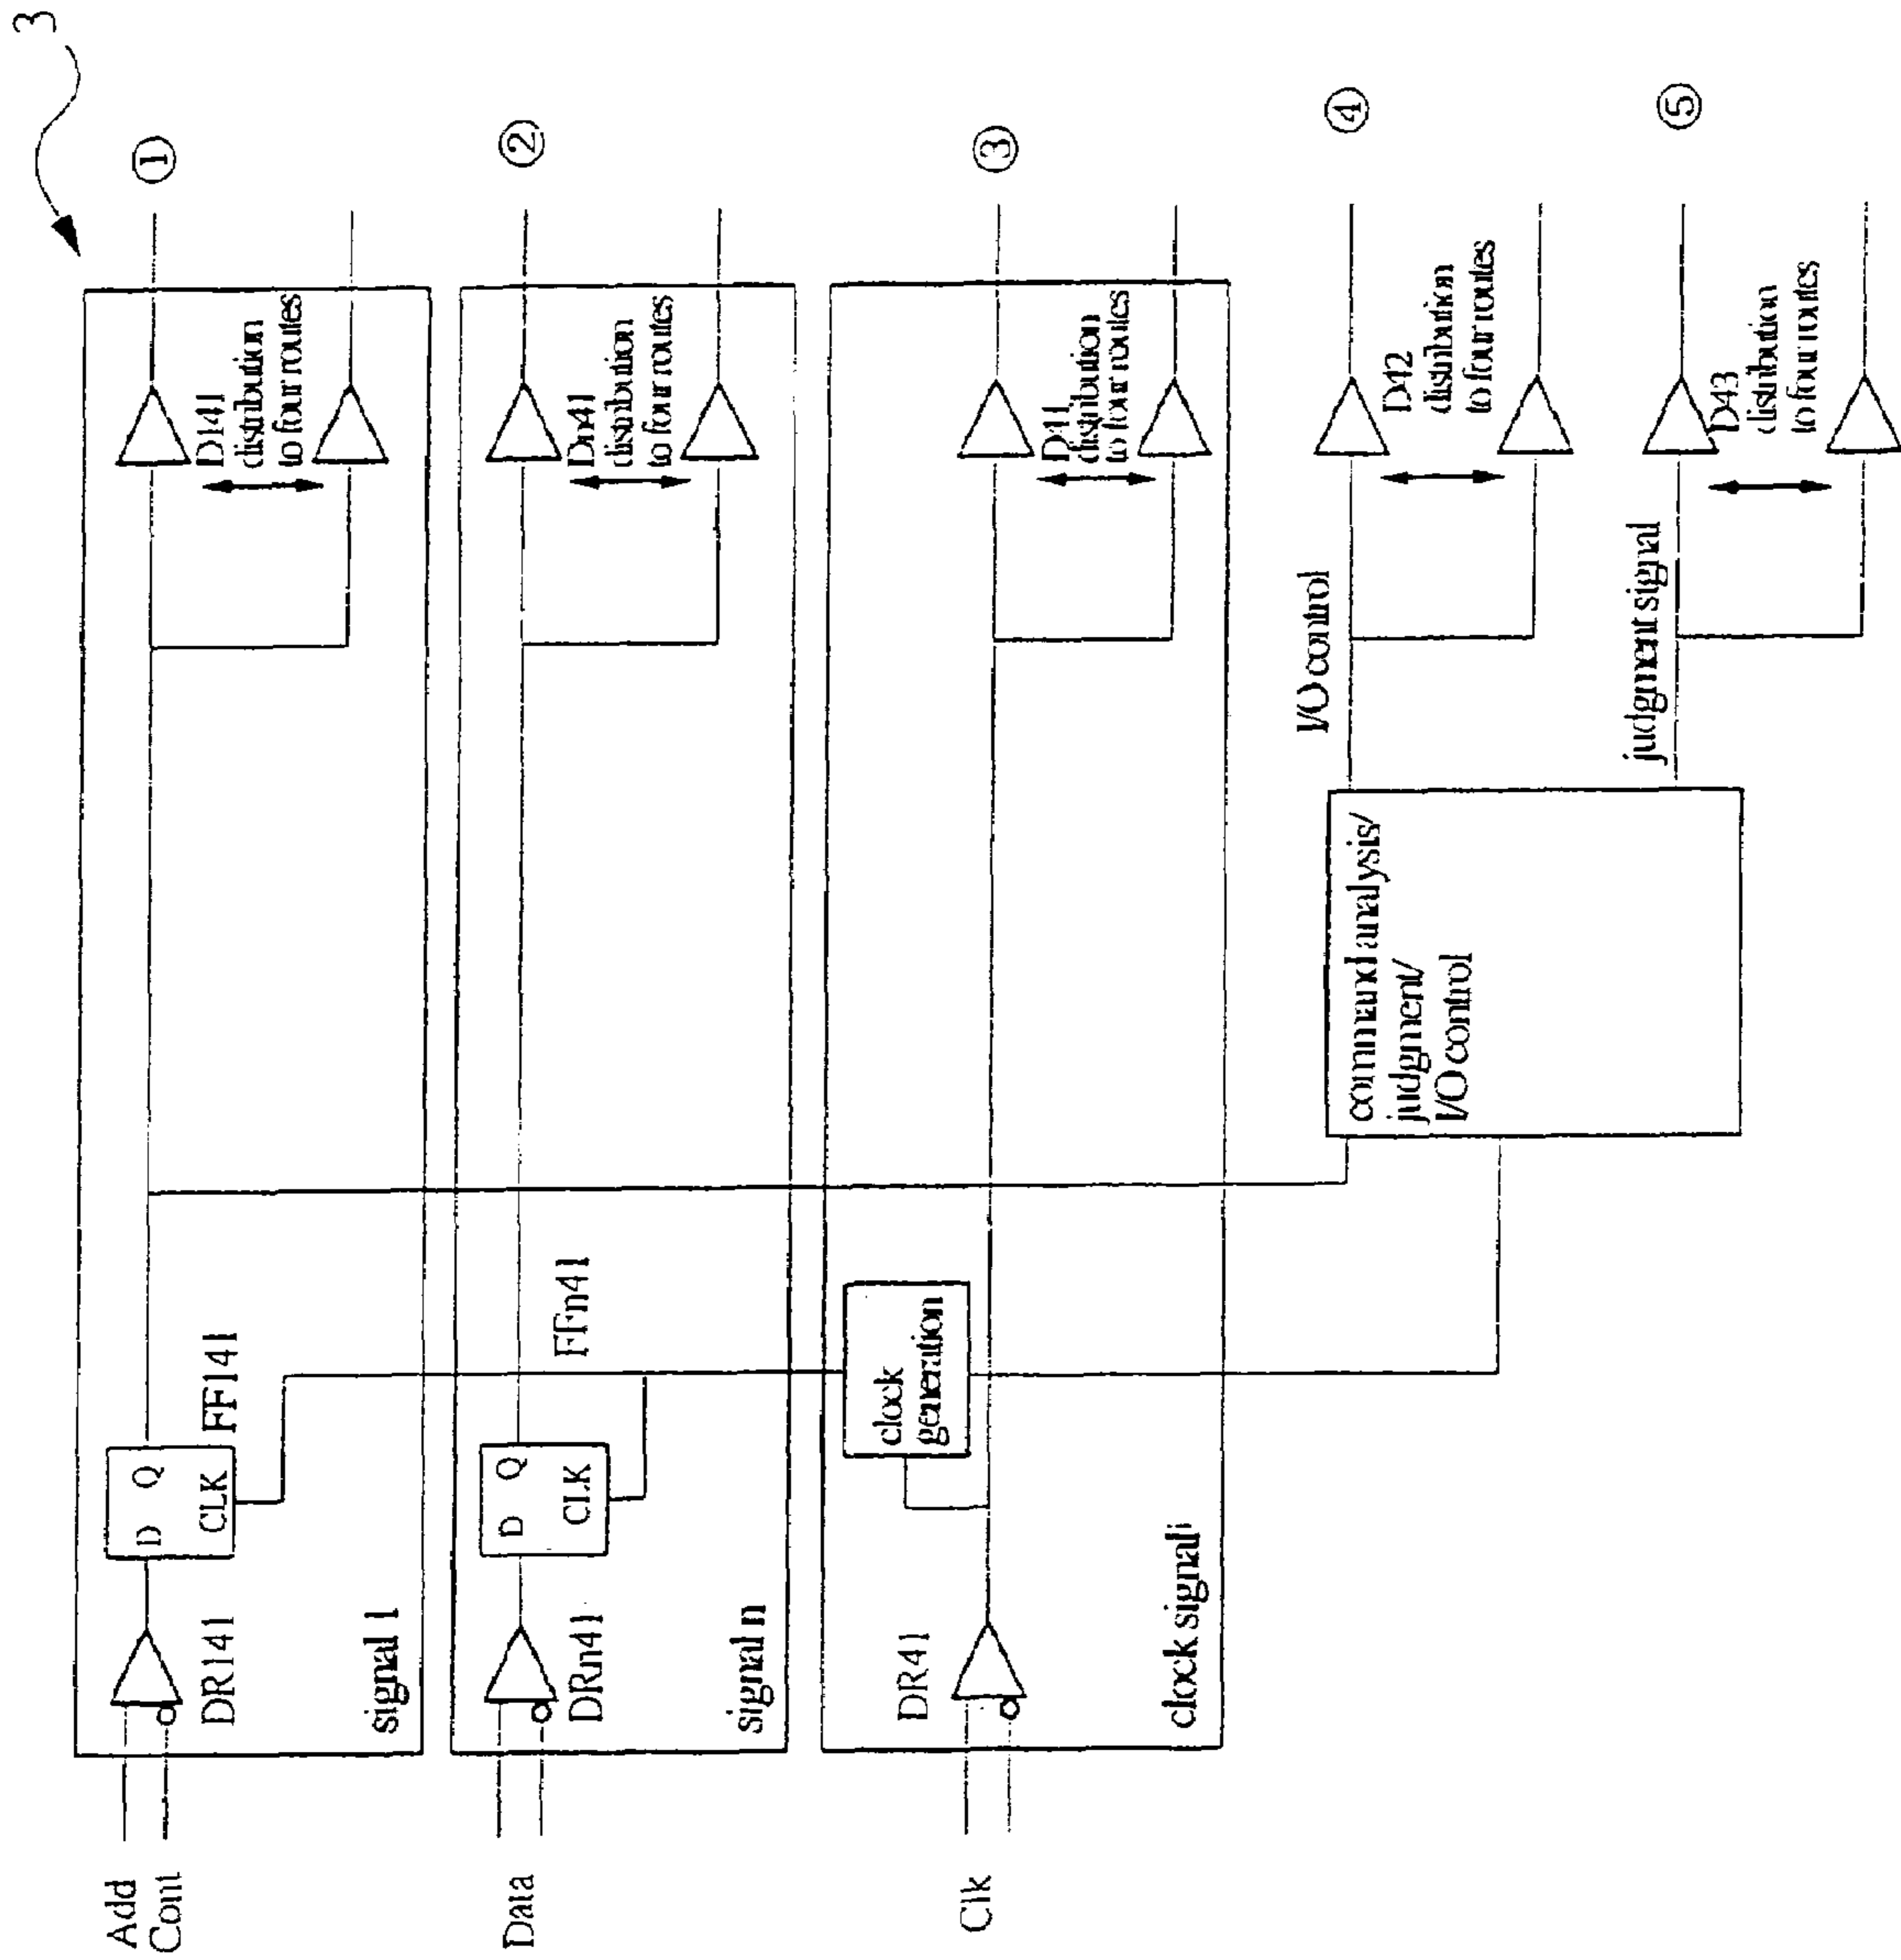 3
Add
Cont
DR141
D Q
CLK
FF141
signal 1
D141
distribution
to four routes
①
Data
DRn41
D Q
CLK
FFn41
signal n
Dn41
distribution
to four routes
②
Clk
DR41
clock
generation
clock signal
D41
distribution
to four routes
③
command analysis/
judgment/
I/O control
I/O control
D42
distribution
to four routes
④
judgment signal
D43
distribution
to four routes
⑤